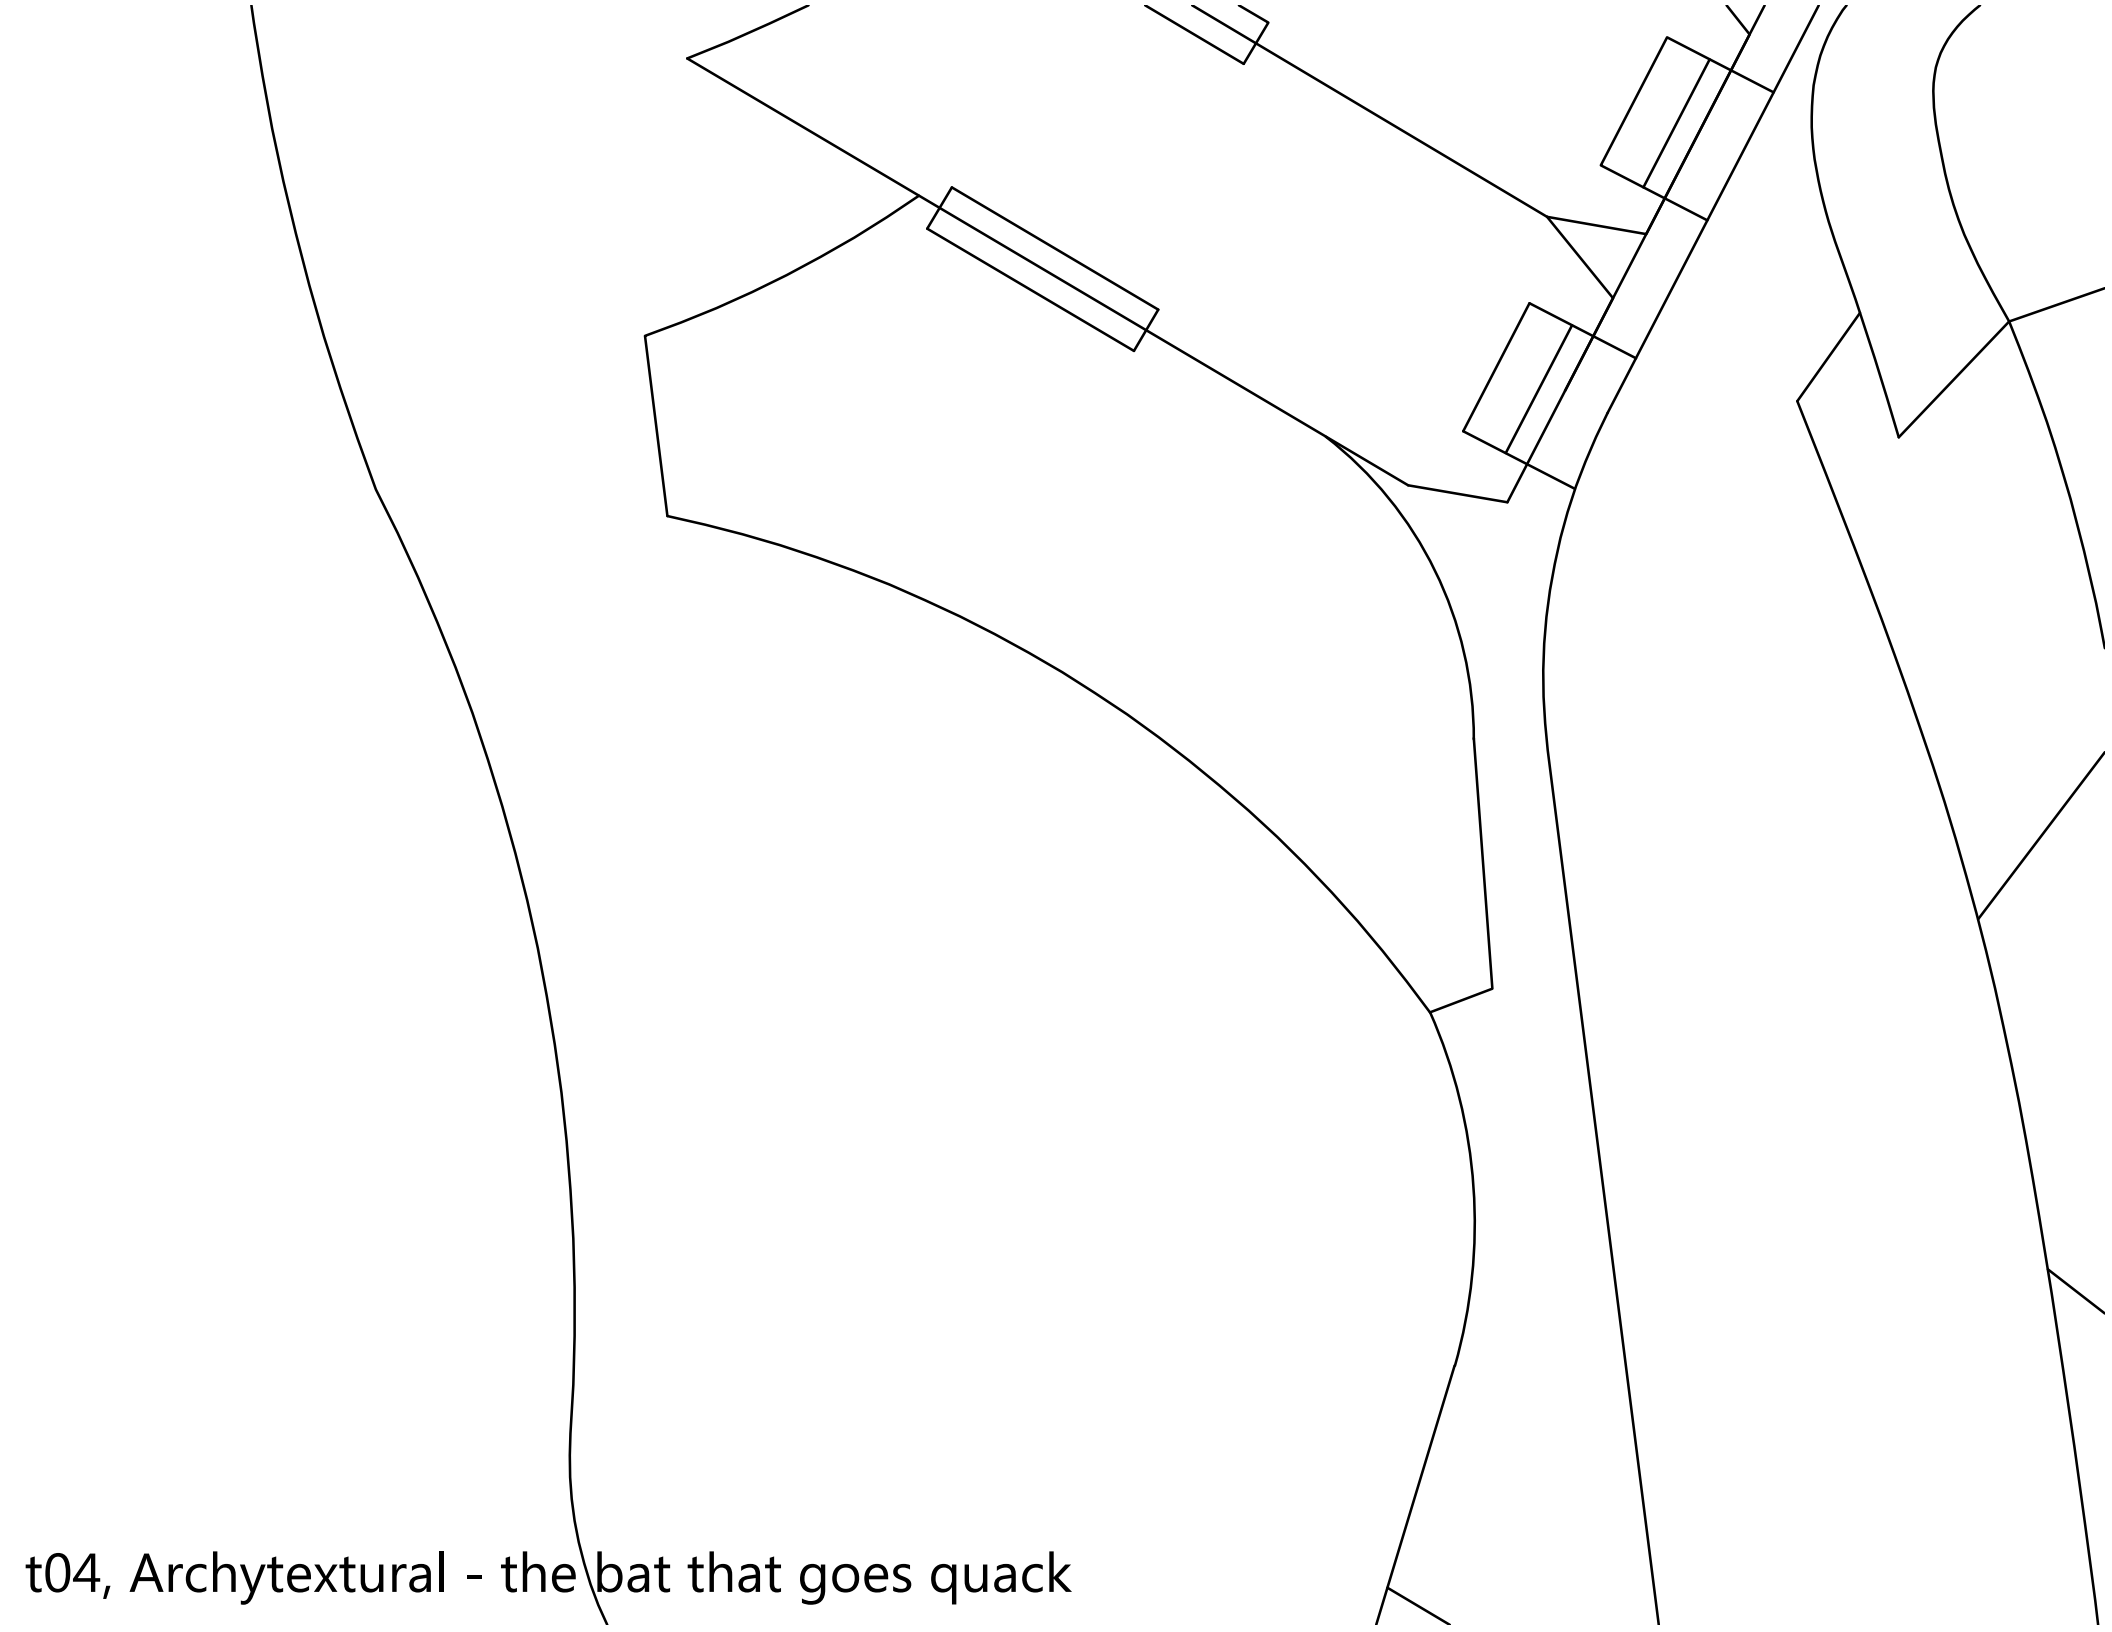 t04, Archytextural - the bat that goes quack